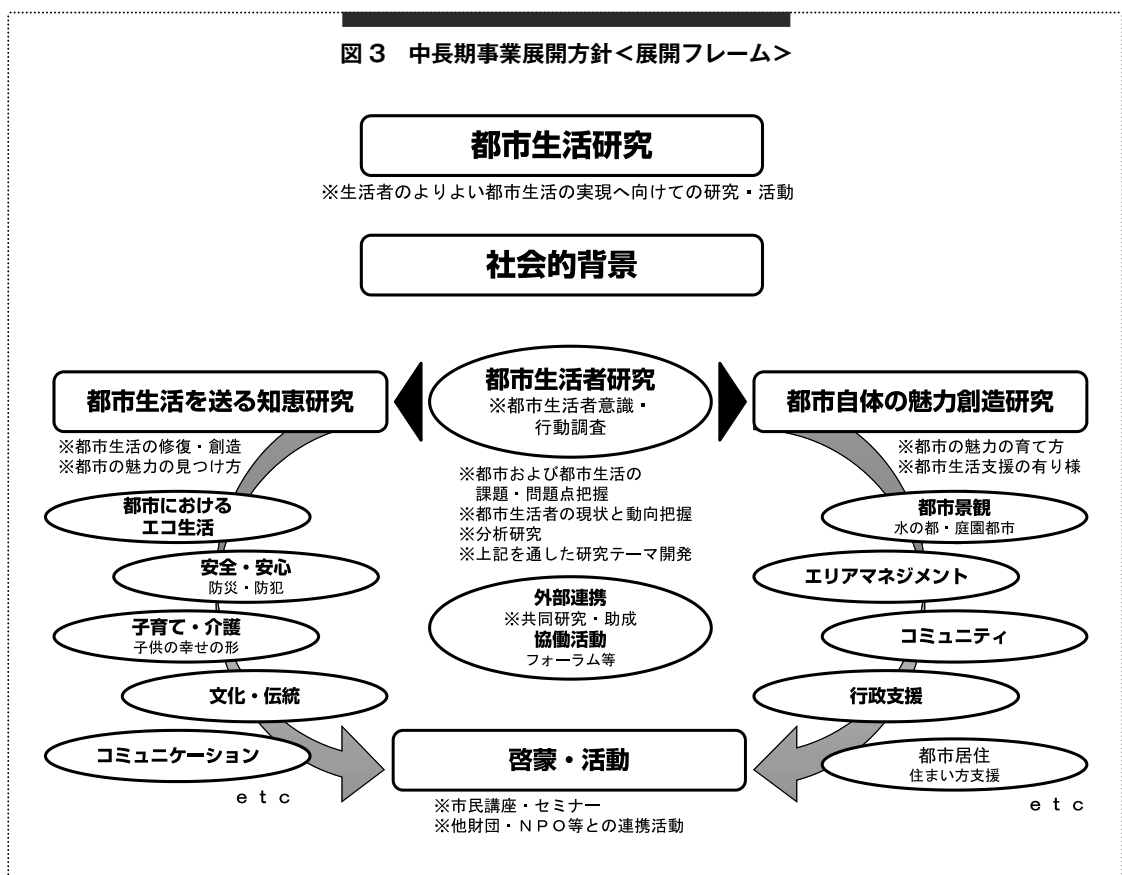 図3 中長期事業展開方針<展開フレーム>
都市生活研究
※生活者のよりよい都市生活の実現へ向けての研究・活動
社会的背景
都市生活を送る知恵研究
※都市生活の修復・創造
※都市の魅力の見つけ方
都市における
エコ生活
安全・安心
防災・防犯
子育て・介護
子供の幸せの形
文化・伝統
コミュニケーション
etc
都市生活者研究
※都市生活者意識・
行動調査
※都市および都市生活の
課題・問題点把握
※都市生活者の現状と動向把握
※分析研究
※上記を通した研究テーマ開発
外部連携
※共同研究・助成
協働活動
フォーラム等
都市自体の魅力創造研究
※都市の魅力の育て方
※都市生活支援の有り様
都市景観
水の都・庭園都市
エリアマネジメント
コミュニティ
行政支援
都市居住
住まい方支援
etc
啓蒙・活動
※市民講座・セミナー
※他財団・NPO等との連携活動